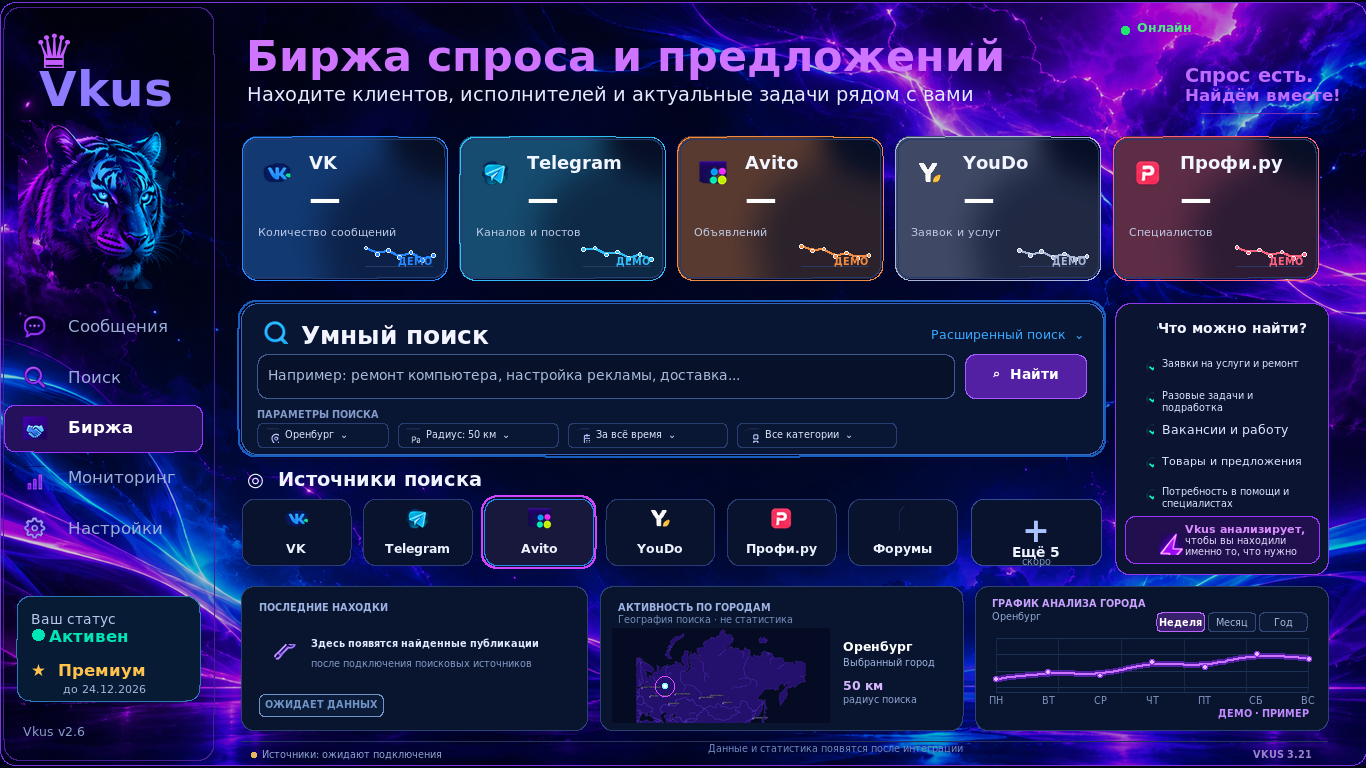 Vkus
Сообщения
Поиск
Биржа
Мониторинг
Настройки
Ваш статус
Активен
★ Премиум
до 24.12.2026
Vkus v2.6
Биржа спроса и предложений
Находите клиентов, исполнителей и актуальные задачи рядом с вами
Онлайн
Спрос есть.
Найдём вместе!
VK
—
Количество сообщений
ДЕМО
Telegram
—
Каналов и постов
ДЕМО
Avito
—
Объявлений
ДЕМО
YouDo
—
Заявок и услуг
ДЕМО
Профи.ру
—
Специалистов
ДЕМО
Умный поиск
Расширенный поиск
Например: ремонт компьютера, настройка рекламы, доставка...
Найти
ПАРАМЕТРЫ ПОИСКА
Оренбург
Радиус: 50 км
За всё время
Все категории
Что можно найти?
Заявки на услуги и ремонт
Разовые задачи и
подработка
Вакансии и работу
Товары и предложения
Потребность в помощи и
специалистах
Vkus анализирует,
чтобы вы находили
именно то, что нужно
Источники поиска
VK
Telegram
Avito
YouDo
Профи.ру
Форумы
+
Ещё 5
скоро
ПОСЛЕДНИЕ НАХОДКИ
Здесь появятся найденные публикации
после подключения поисковых источников
ОЖИДАЕТ ДАННЫХ
АКТИВНОСТЬ ПО ГОРОДАМ
География поиска · не статистика
Оренбург
Выбранный город
50 км
радиус поиска
ГРАФИК АНАЛИЗА ГОРОДА
Оренбург
Неделя Месяц Год
ПН ВТ СР ЧТ ПТ СБ ВС
ДЕМО · ПРИМЕР
Источники: ожидают подключения
Данные и статистика появятся после интеграции
VKUS 3.21